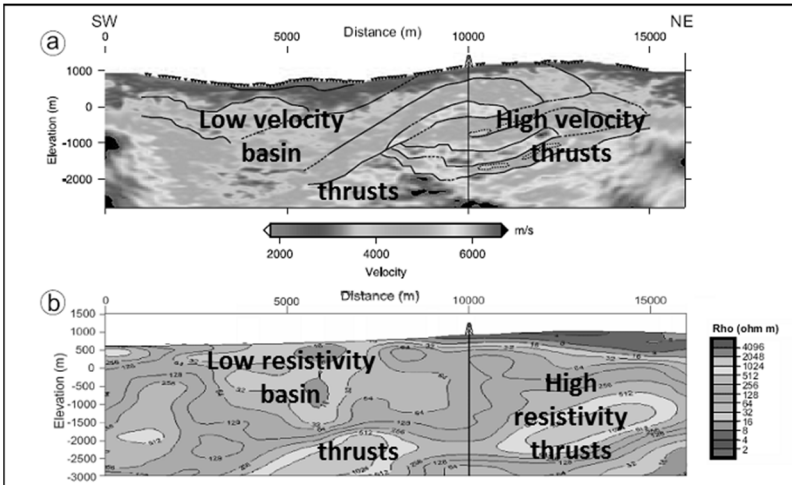 SW
Distance (m)
NE
a
0
5000
10000
15000
Elevation (m)
1000
0
-1000
-2000
Low velocity
basin
High velocity
thrusts
thrusts
2000
4000
6000
m/s
Velocity
b
Distance (m)
0
5000
10000
15000
Elevation (m)
1500
1000
500
0
-500
-1000
-1500
-2000
-2500
-3000
Low resistivity
basin
High
resistivity
thrusts
thrusts
Rho (ohm m)
4096
2048
1024
512
256
128
64
32
16
8
4
2